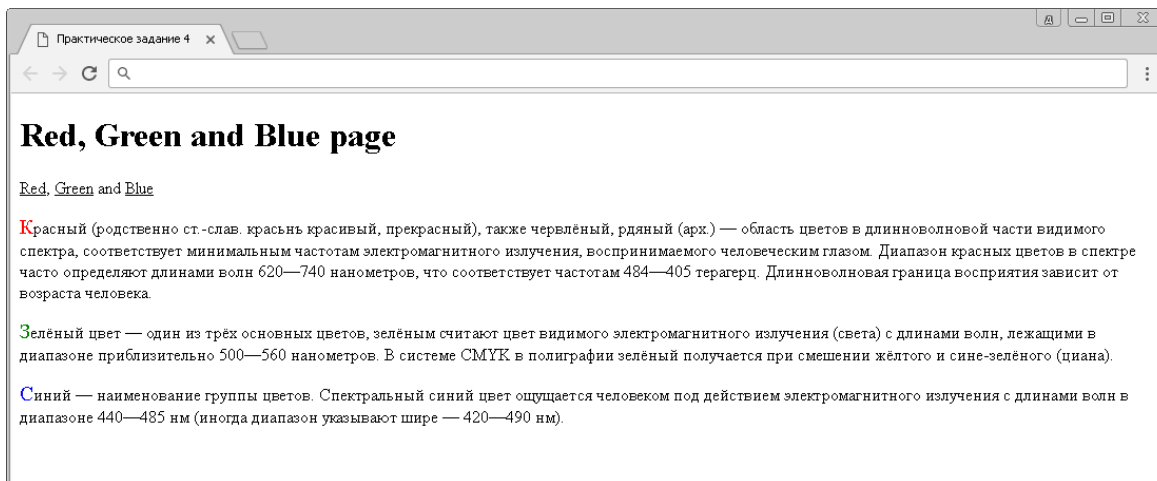 Практическое задание 4
Red, Green and Blue page
Red, Green and Blue
Красный (родственно ст.-слав. красьнъ красивый, прекрасный), также червлёный, рдяный (арх.) — область цветов в длинноволновой части видимого
спектра, соответствует минимальным частотам электромагнитного излучения, воспринимаемого человеческим глазом. Диапазон красных цветов в спектре
часто определяют длинами волн 620—740 нанометров, что соответствует частотам 484—405 терагерц. Длинноволновая граница восприятия зависит от
возраста человека.
Зелёный цвет — один из трёх основных цветов, зелёным считают цвет видимого электромагнитного излучения (света) с длинами волн, лежащими в
диапазоне приблизительно 500—560 нанометров. В системе CMYK в полиграфии зелёный получается при смешении жёлтого и сине-зелёного (циана).
Синий — наименование группы цветов. Спектральный синий цвет ощущается человеком под действием электромагнитного излучения с длинами волн в
диапазоне 440—485 нм (иногда диапазон указывают шире — 420—490 нм).